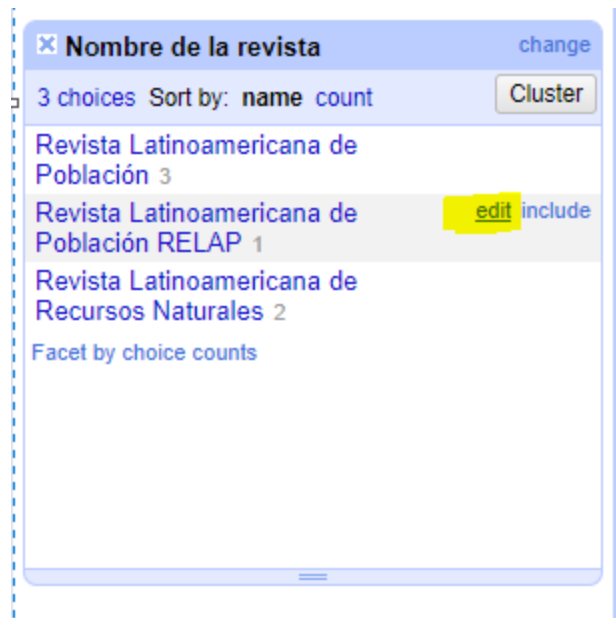 Nombre de la revista change
3 choices Sort by: name count Cluster
Revista Latinoamericana de
Población 3
Revista Latinoamericana de edit include
Población RELAP 1
Revista Latinoamericana de
Recursos Naturales 2
Facet by choice counts